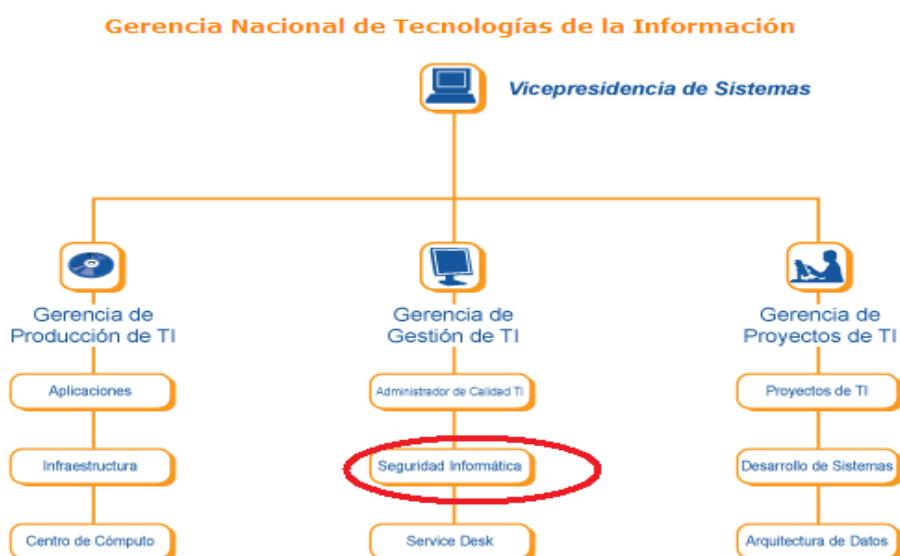 Gerencia Nacional de Tecnologías de la Información
Vicepresidencia de Sistemas
Gerencia de
Producción de TI
Aplicaciones
Infraestructura
Centro de Cómputo
Gerencia de
Gestión de TI
Administrador de Calidad TI
Seguridad Informática
Service Desk
Gerencia de
Proyectos de TI
Proyectos de TI
Desarrollo de Sistemas
Arquitectura de Datos